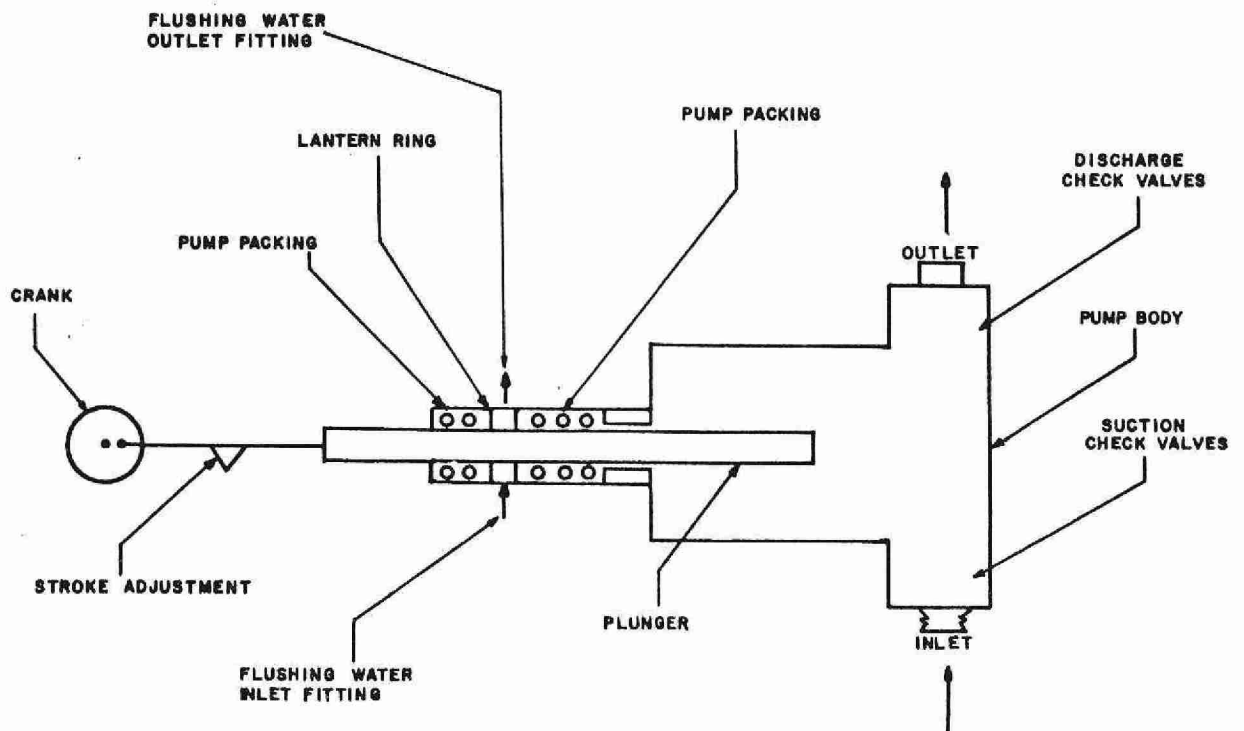 FLUSHING WATER
OUTLET FITTING
LANTERN RING
PUMP PACKING
DISCHARGE
CHECK VALVES
PUMP PACKING
OUTLET
CRANK
PUMP BODY
SUCTION
CHECK VALVES
STROKE ADJUSTMENT
PLUNGER
INLET
FLUSHING WATER
INLET FITTING